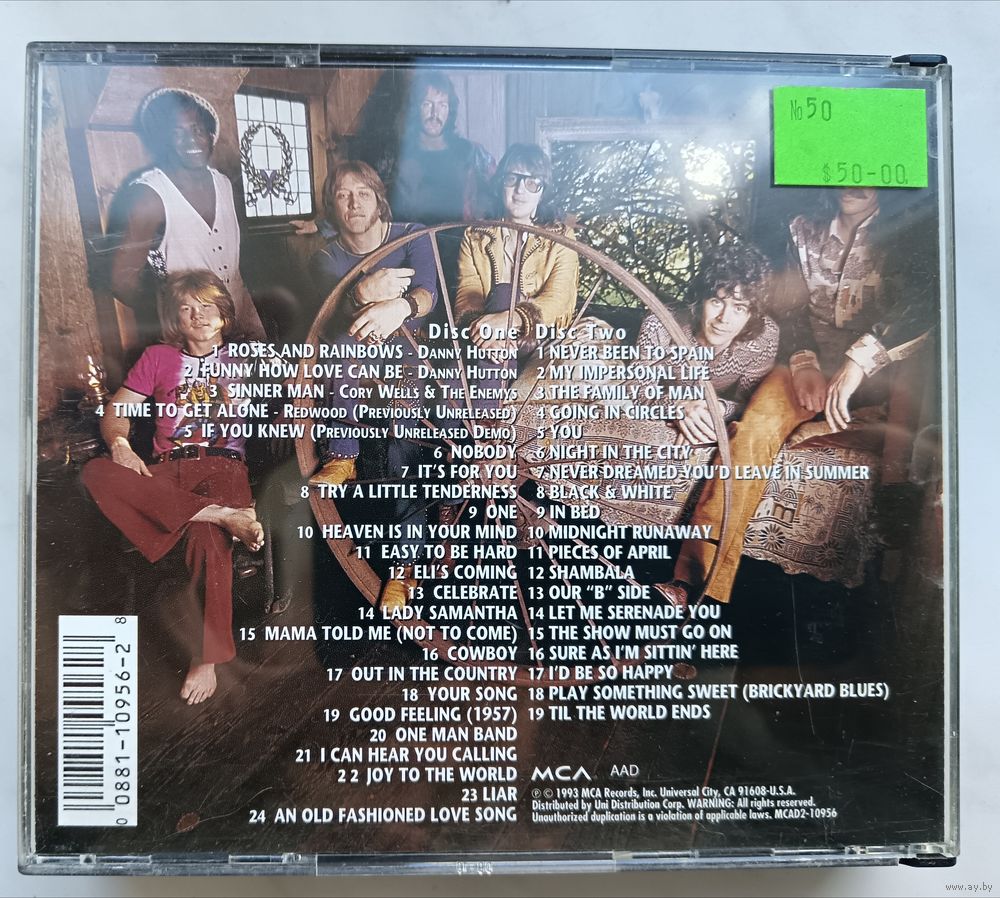 №50
$50-00
Disc One
1 ROSES AND RAINBOWS - DANNY HUTTON
2 FUNNY HOW LOVE CAN BE - DANNY HUTTON
3 SINNER MAN - CORY WELLS & THE ENEMYS
4 TIME TO GET ALONE - REDWOOD (PREVIOUSLY UNRELEASED)
5 IF YOU KNEW (PREVIOUSLY UNRELEASED DEMO)
6 NOBODY
7 IT'S FOR YOU
8 TRY A LITTLE TENDERNESS
9 ONE
10 HEAVEN IS IN YOUR MIND
11 EASY TO BE HARD
12 ELI'S COMING
13 CELEBRATE
14 LADY SAMANTHA
15 MAMA TOLD ME (NOT TO COME)
16 COWBOY
17 OUT IN THE COUNTRY
18 YOUR SONG
19 GOOD FEELING (1957)
20 ONE MAN BAND
21 I CAN HEAR YOU CALLING
22 JOY TO THE WORLD
23 LIAR
24 AN OLD FASHIONED LOVE SONG
Disc Two
1 NEVER BEEN TO SPAIN
2 MY IMPERSONAL LIFE
3 THE FAMILY OF MAN
4 GOING IN CIRCLES
5 YOU
6 NIGHT IN THE CITY
7 NEVER DREAMED YOU'D LEAVE IN SUMMER
8 BLACK & WHITE
9 IN BED
10 MIDNIGHT RUNAWAY
11 PIECES OF APRIL
12 SHAMBALA
13 OUR "B" SIDE
14 LET ME SERENADE YOU
15 THE SHOW MUST GO ON
16 SURE AS I'M SITTIN' HERE
17 I'D BE SO HAPPY
18 PLAY SOMETHING SWEET (BRICKYARD BLUES)
19 TIL THE WORLD ENDS
MCA AAD
℗ © 1993 MCA Records, Inc. Universal City, CA 91608-U.S.A.
Distributed by Uni Distribution Corp. WARNING: All rights reserved.
Unauthorized duplication is a violation of applicable laws. MCAD2-10956
0 0881-10956-2 8
www.ay.by